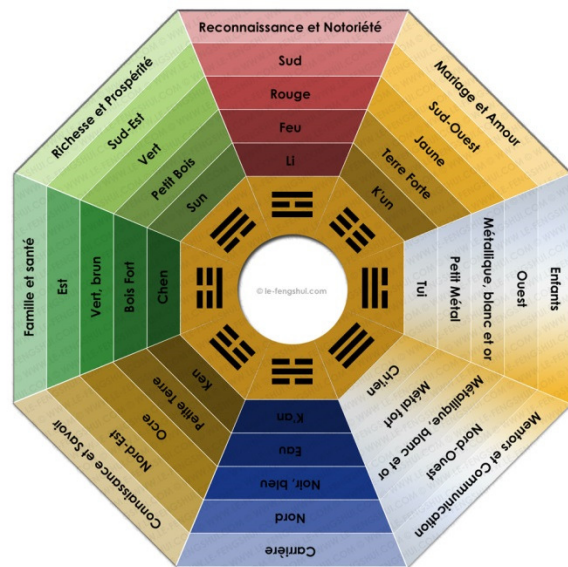 Reconnaissance et Notoriété
Sud
Rouge
Feu
Li
Mariage et Amour
Sud-Ouest
Jaune
Terre Forte
K'un
Enfants
Ouest
Métallique, blanc et or
Petit Métal
Tui
Mentors et Communication
Nord-Ouest
Métallique, blanc et or
Métal fort
Ch'ien
Carrière
Nord
Noir, bleu
Eau
K'an
Connaissance et Savoir
Nord-Est
Ocre
Petite Terre
Ken
Famille et santé
Est
Vert, brun
Bois Fort
Chen
Richesse et Prospérité
Sud-Est
Vert
Petit Bois
Sun
© le-fengshui.com